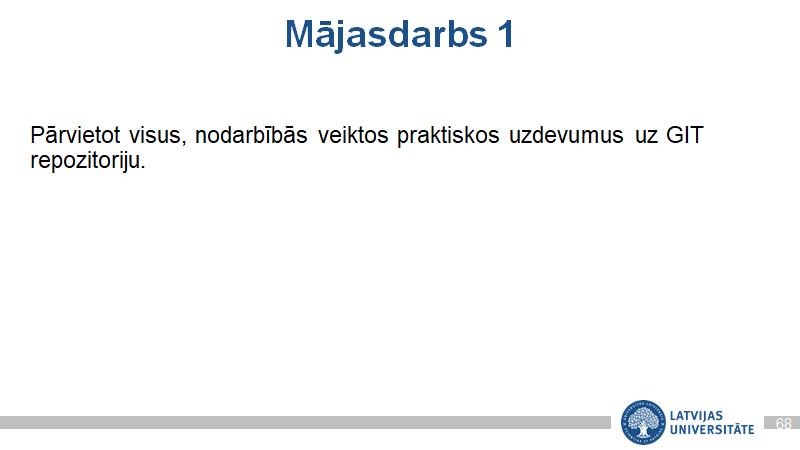 Mājasdarbs 1
Pārvietot visus, nodarbībās veiktos praktiskos uzdevumus uz GIT
repozitoriju.
LATVIJAS
UNIVERSITĀTE
68